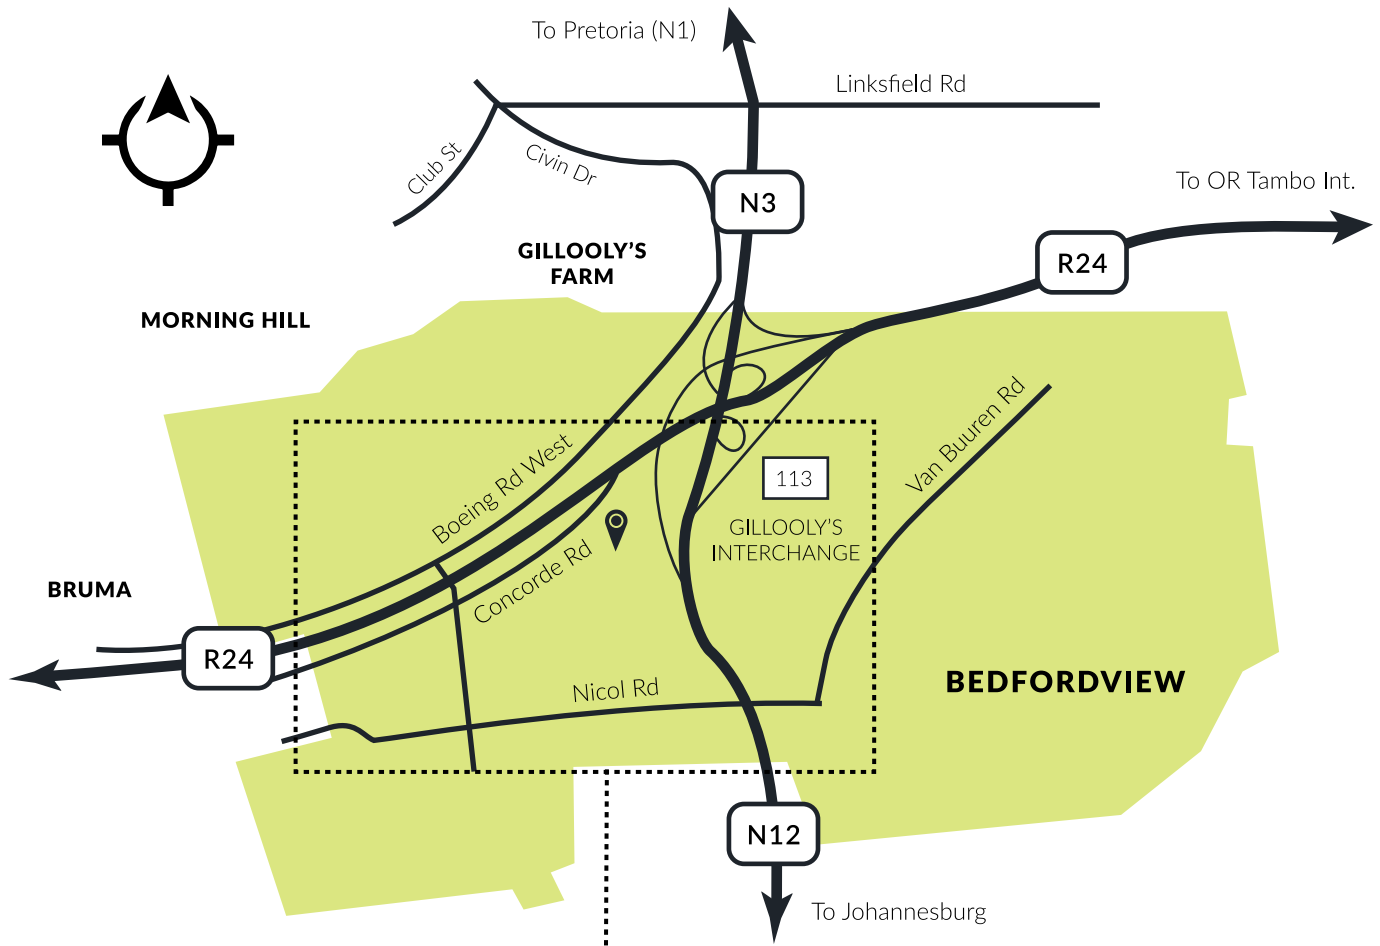 To Pretoria (N1)
Linksfield Rd
Club St
Civin Dr
N3
To OR Tambo Int.
R24
GILLOOLY'S
FARM
MORNING HILL
Boeing Rd West
Van Buuren Rd
113
GILLOOLY'S
INTERCHANGE
Concorde Rd
BRUMA
R24
Nicol Rd
BEDFORDVIEW
N12
To Johannesburg